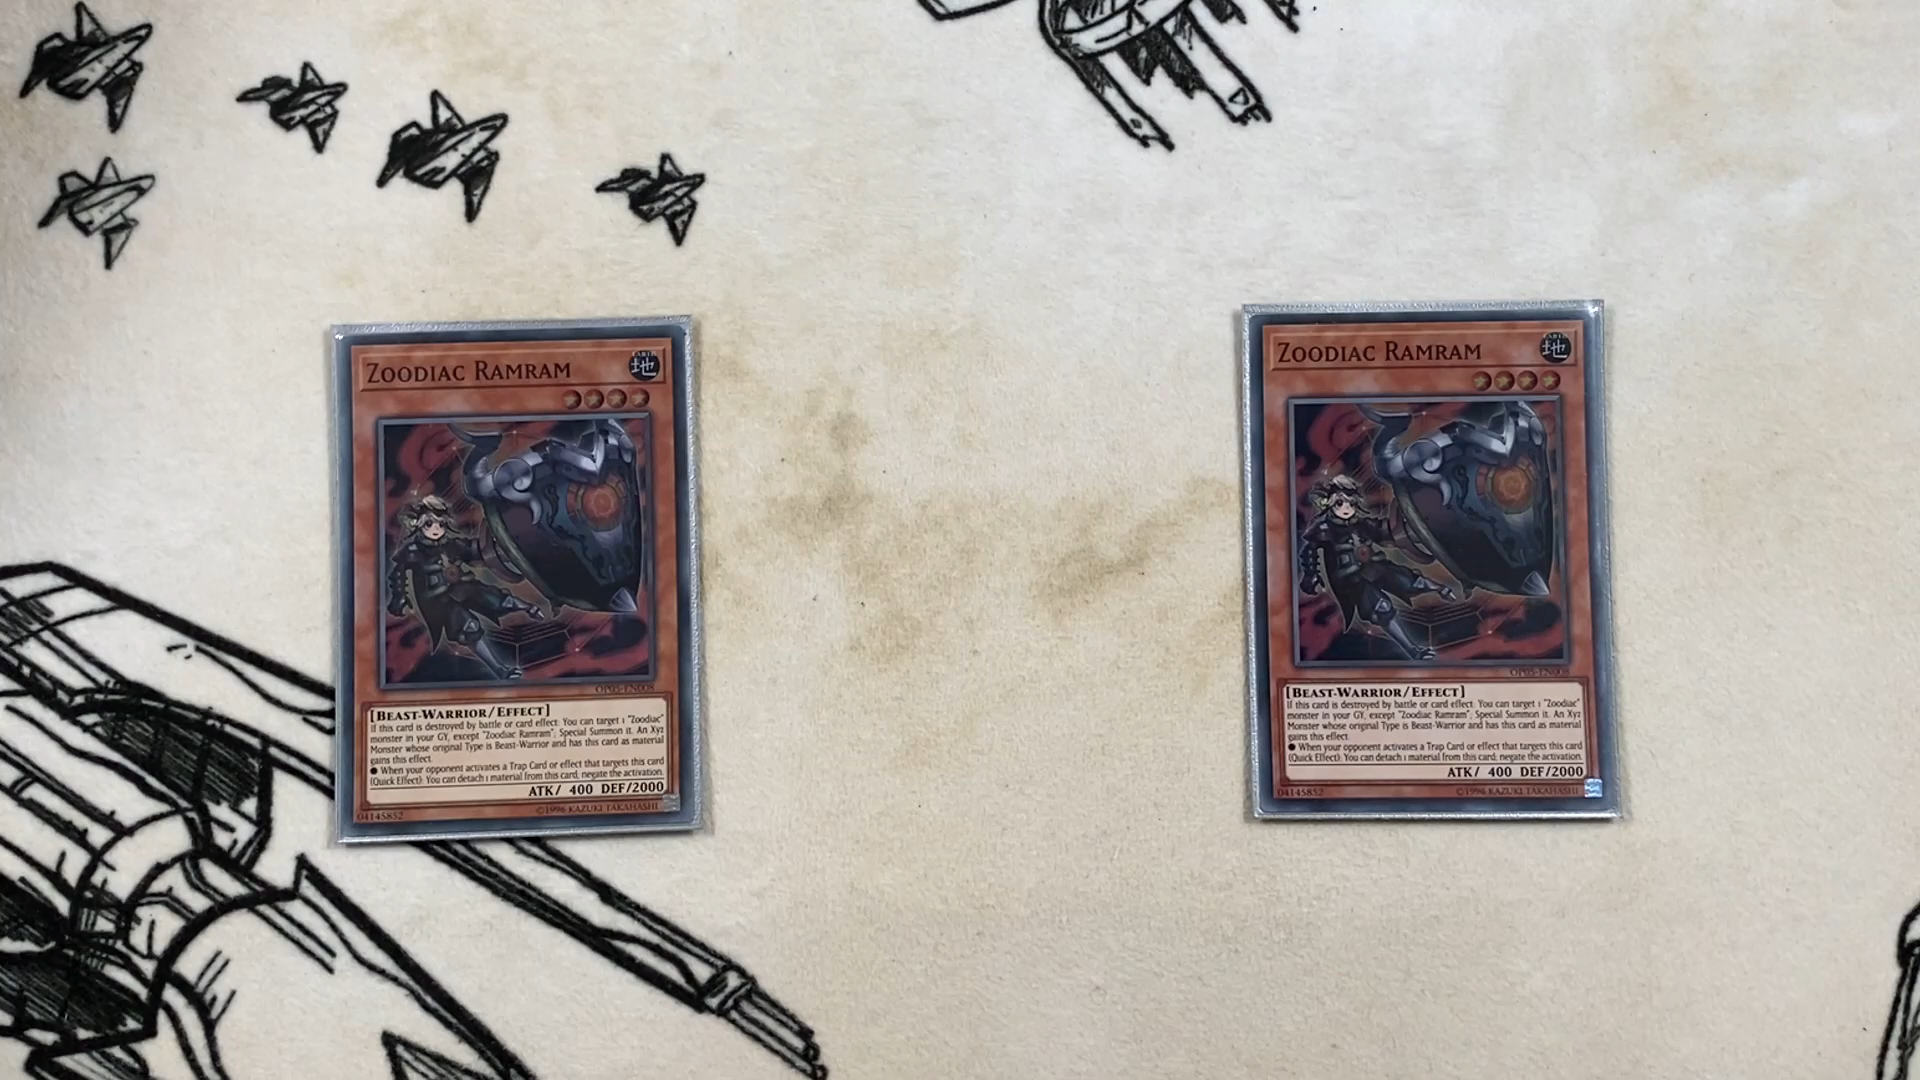 ZOODIAC RAMRAM
EARTH
地
OP05-EN008
[BEAST-WARRIOR/EFFECT]
If this card is destroyed by battle or card effect: You can target 1 "Zoodiac"
monster in your GY, except "Zoodiac Ramram"; Special Summon it. An Xyz
Monster whose original Type is Beast-Warrior and has this card as material
gains this effect.
● When your opponent activates a Trap Card or effect that targets this card
(Quick Effect): You can detach 1 material from this card; negate the activation.
ATK/ 400 DEF/2000
04145852
©1996 KAZUKI TAKAHASHI
ZOODIAC RAMRAM
EARTH
地
OP05-EN008
[BEAST-WARRIOR/EFFECT]
If this card is destroyed by battle or card effect: You can target 1 "Zoodiac"
monster in your GY, except "Zoodiac Ramram"; Special Summon it. An Xyz
Monster whose original Type is Beast-Warrior and has this card as material
gains this effect.
● When your opponent activates a Trap Card or effect that targets this card
(Quick Effect): You can detach 1 material from this card; negate the activation.
ATK/ 400 DEF/2000
04145852
©1996 KAZUKI TAKAHASHI